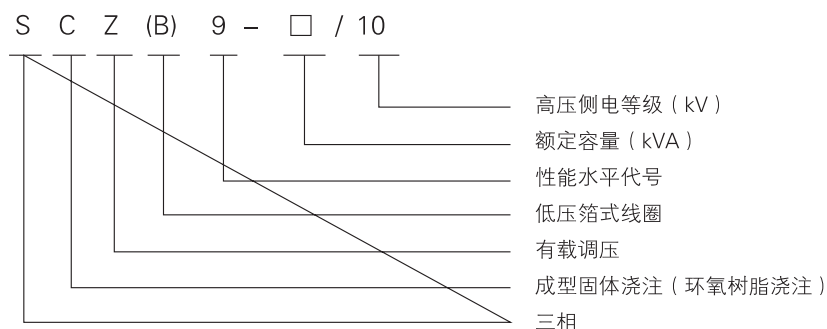 S C Z (B) 9 – □ / 10
高压侧电等级（kV）
额定容量（kVA）
性能水平代号
低压箔式线圈
有载调压
成型固体浇注（环氧树脂浇注）
三相